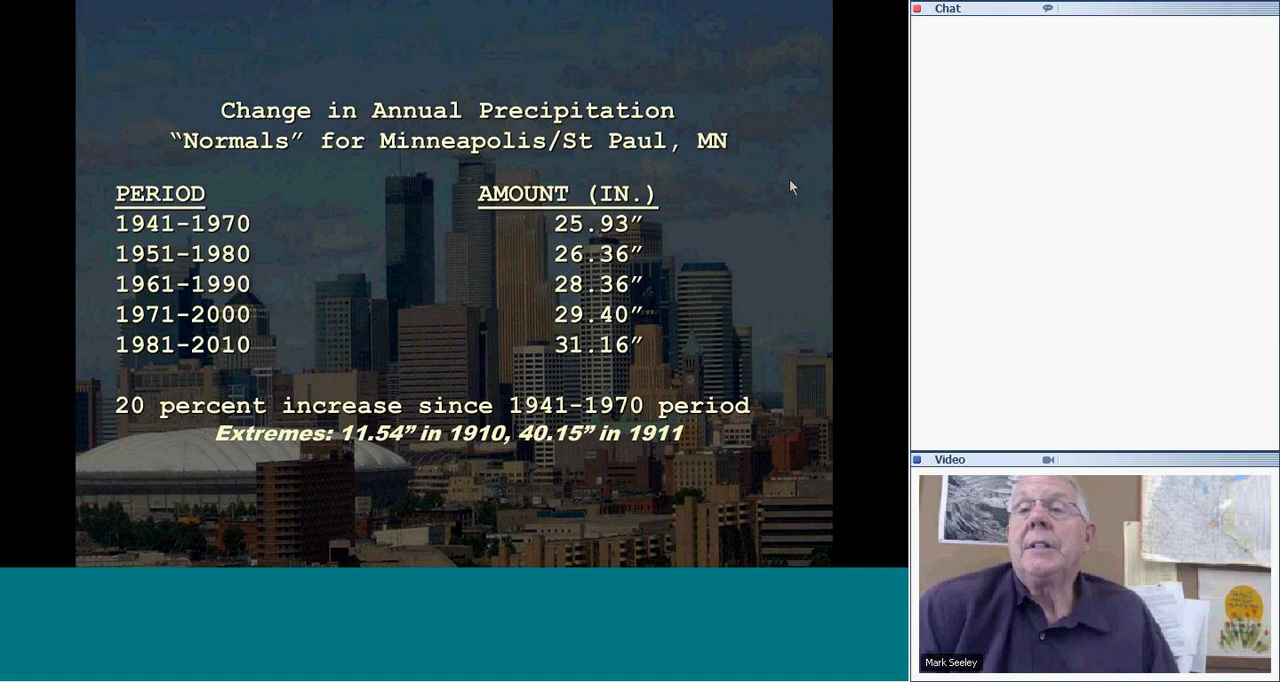 Change in Annual Precipitation
“Normals” for Minneapolis/St Paul, MN
PERIOD AMOUNT (IN.)
1941-1970 25.93”
1951-1980 26.36”
1961-1990 28.36”
1971-2000 29.40”
1981-2010 31.16”
20 percent increase since 1941-1970 period
Extremes: 11.54” in 1910, 40.15” in 1911
Chat
Video
Mark Seeley